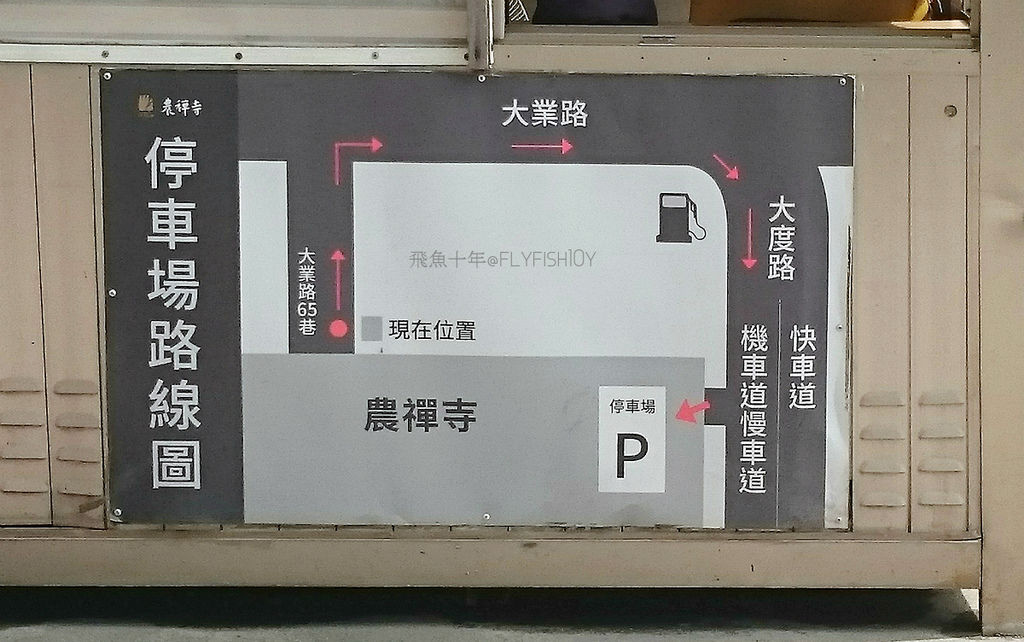 農禪寺
停車場路線圖
大業路
大度路
大業路65巷
飛魚十年@FLYFISH10Y
現在位置
快車道
機車道慢車道
農禪寺
停車場
P